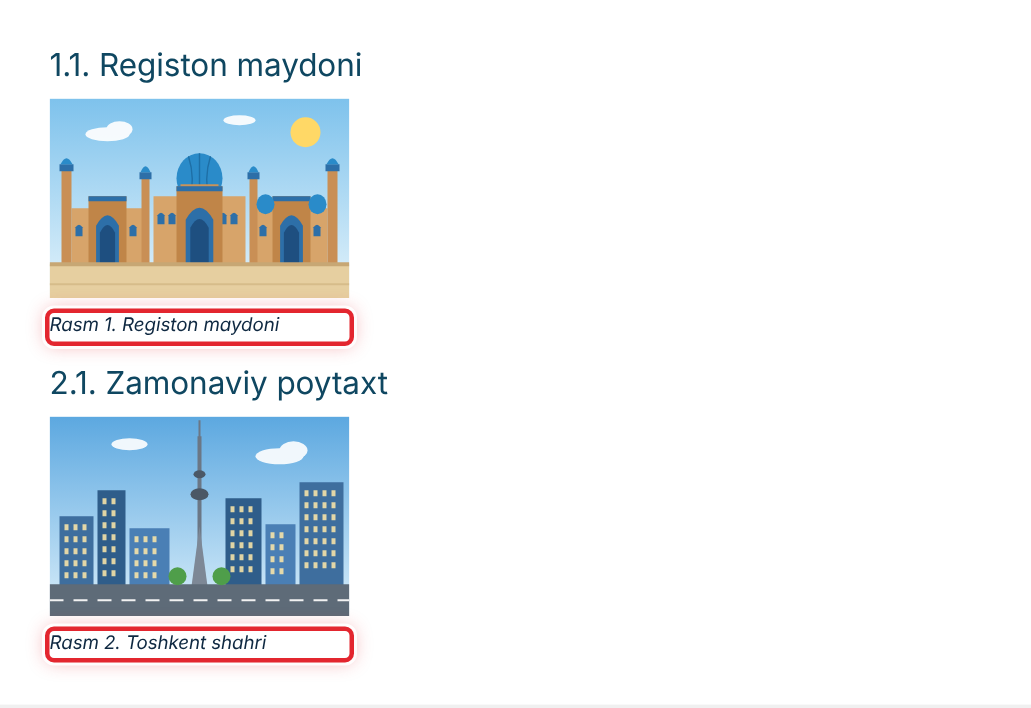 1.1. Registon maydoni
Rasm 1. Registon maydoni
2.1. Zamonaviy poytaxt
Rasm 2. Toshkent shahri